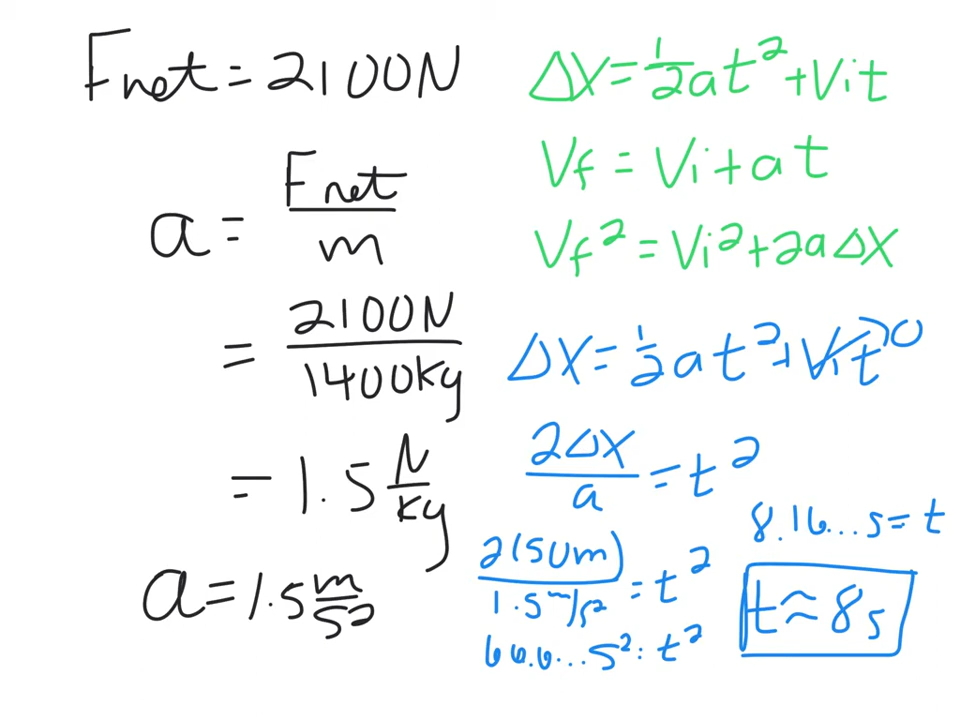 Fnet = 2100N
a = Fnet/m
= 2100N/1400kg
= 1.5 N/kg
a = 1.5 m/s²
Δx = ½at² + Vit
Vf = Vi + at
Vf² = Vi² + 2aΔx
Δx = ½at² + Vit → 0
2Δx/a = t²
2(50m)/1.5 m/s² = t²
66.6... s² = t²
8.16... s = t
t ≈ 8s